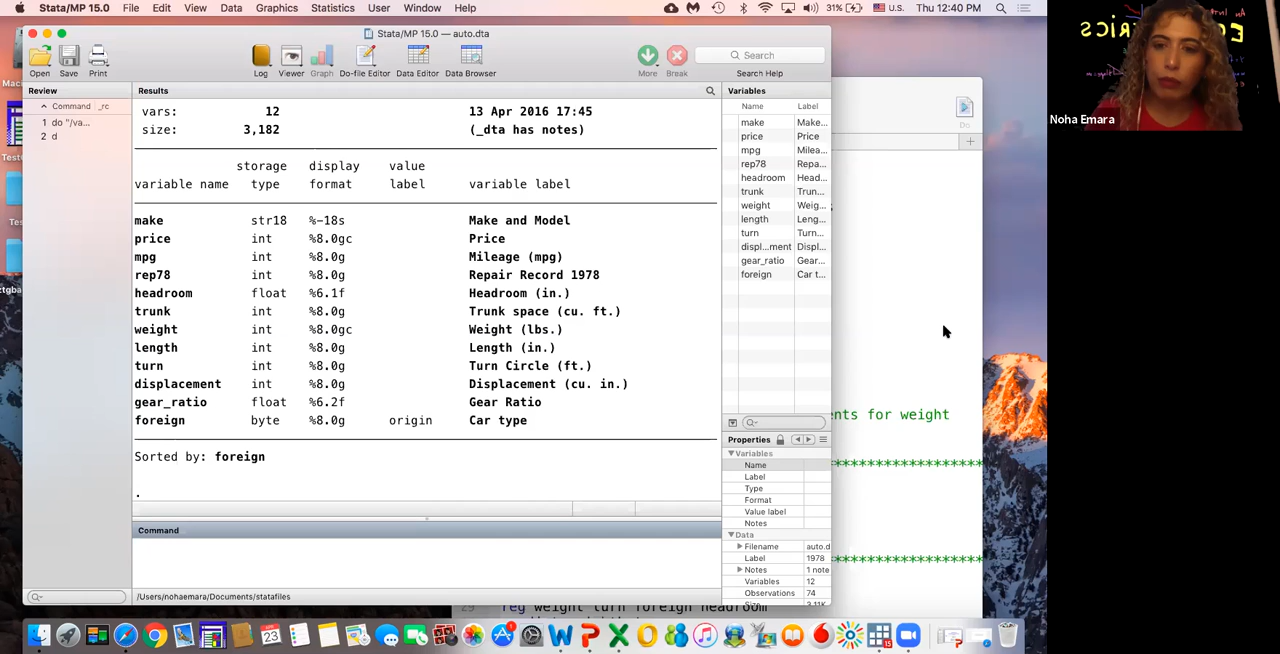 Stata/MP 15.0 File Edit View Data Graphics Statistics User Window Help 31% U.S. Thu 12:40 PM
Stata/MP 15.0 — auto.dta
Open Save Print Log Viewer Graph Do-file Editor Data Editor Data Browser More Break Search
Search Help
Review Results Variables
Command _rc
1 do "/va...
2 d
vars: 12 13 Apr 2016 17:45
size: 3,182 (_dta has notes)
storage display value
variable name type format label variable label
make str18 %-18s Make and Model
price int %8.0gc Price
mpg int %8.0g Mileage (mpg)
rep78 int %8.0g Repair Record 1978
headroom float %6.1f Headroom (in.)
trunk int %8.0g Trunk space (cu. ft.)
weight int %8.0gc Weight (lbs.)
length int %8.0g Length (in.)
turn int %8.0g Turn Circle (ft.)
displacement int %8.0g Displacement (cu. in.)
gear_ratio float %6.2f Gear Ratio
foreign byte %8.0g origin Car type
Sorted by: foreign
.
Command
/Users/nohaemara/Documents/statafiles
Name Label
make Make...
price Price
mpg Milea...
rep78 Repa...
headroom Head...
trunk Trun...
weight Weig...
length Leng...
turn Turn...
displ...ment Displ...
gear_ratio Gear...
foreign Car t...
Properties
Variables
Name
Label
Type
Format
Value label
Notes
Data
Filename auto.d
Label 1978
Notes 1 note
Variables 12
Observations 74
Do
nts for weight
*****************
*****************
29 reg weight turn foreign headroom
Noha Emara
23
15